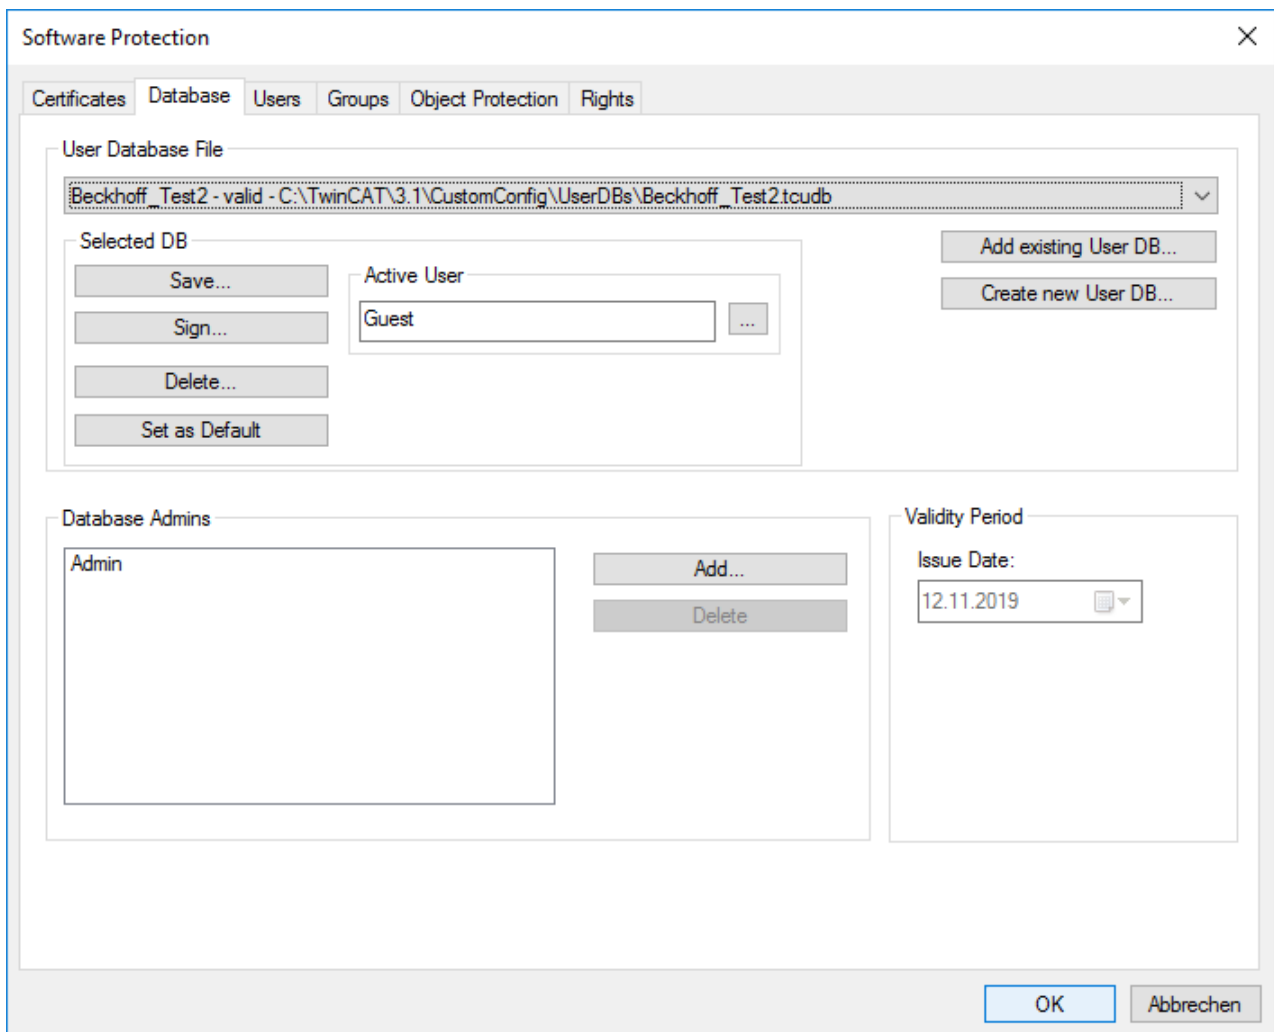 Software Protection
Certificates Database Users Groups Object Protection Rights
User Database File
Beckhoff_Test2 - valid - C:\TwinCAT\3.1\CustomConfig\UserDBs\Beckhoff_Test2.tcudb
Selected DB
Save...
Sign...
Delete...
Set as Default
Active User
Guest
...
Add existing User DB...
Create new User DB...
Database Admins
Admin
Add...
Delete
Validity Period
Issue Date:
12.11.2019
OK
Abbrechen